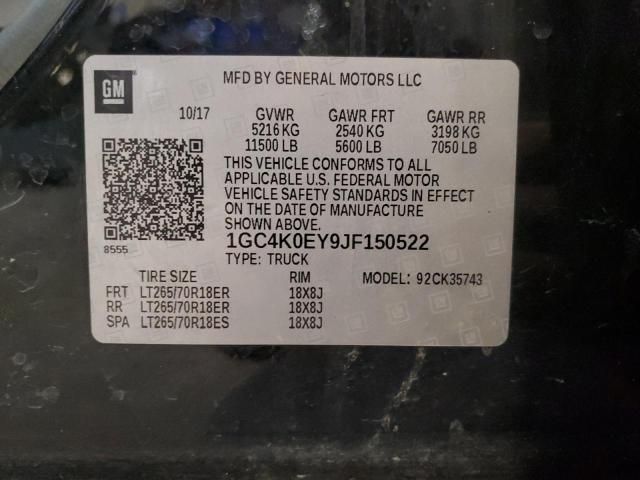 GM
MFD BY GENERAL MOTORS LLC
10/17 GVWR GAWR FRT GAWR RR
5216 KG 2540 KG 3198 KG
11500 LB 5600 LB 7050 LB
THIS VEHICLE CONFORMS TO ALL
APPLICABLE U.S. FEDERAL MOTOR
VEHICLE SAFETY STANDARDS IN EFFECT
ON THE DATE OF MANUFACTURE
SHOWN ABOVE.
8555
1GC4K0EY9JF150522
TYPE: TRUCK
TIRE SIZE RIM MODEL: 92CK35743
FRT LT265/70R18ER 18X8J
RR LT265/70R18ER 18X8J
SPA LT265/70R18ES 18X8J